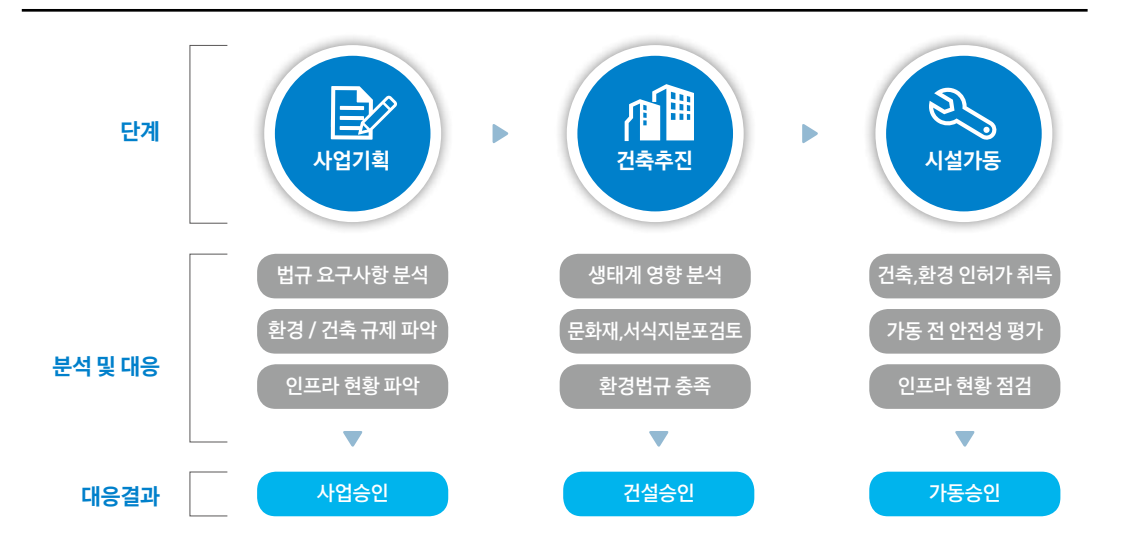 단계
사업기획
건축추진
시설가동
분석 및 대응
법규 요구사항 분석
생태계 영향 분석
건축,환경 인허가 취득
환경 / 건축 규제 파악
문화재,서식지분포검토
가동 전 안전성 평가
인프라 현황 파악
환경법규 충족
인프라 현황 점검
대응결과
사업승인
건설승인
가동승인